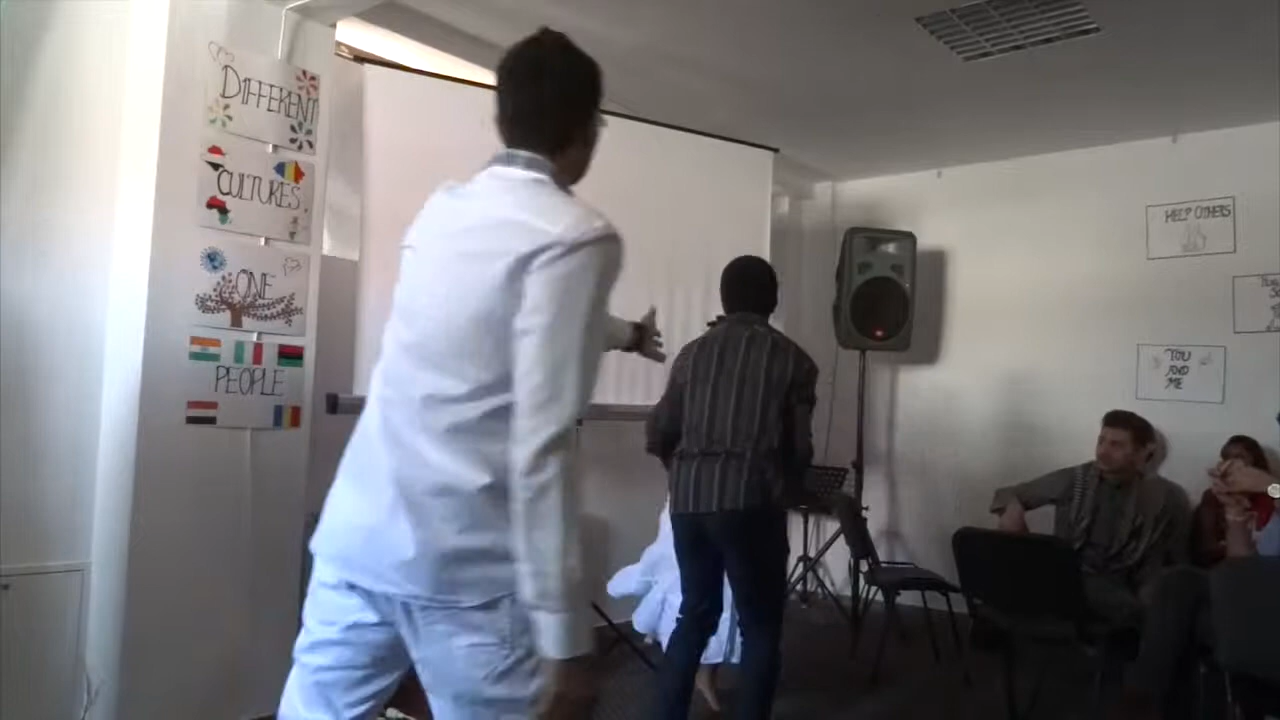 DIFFERENT
CULTURES
ONE
PEOPLE
HELP OTHERS
YOU
AND
ME